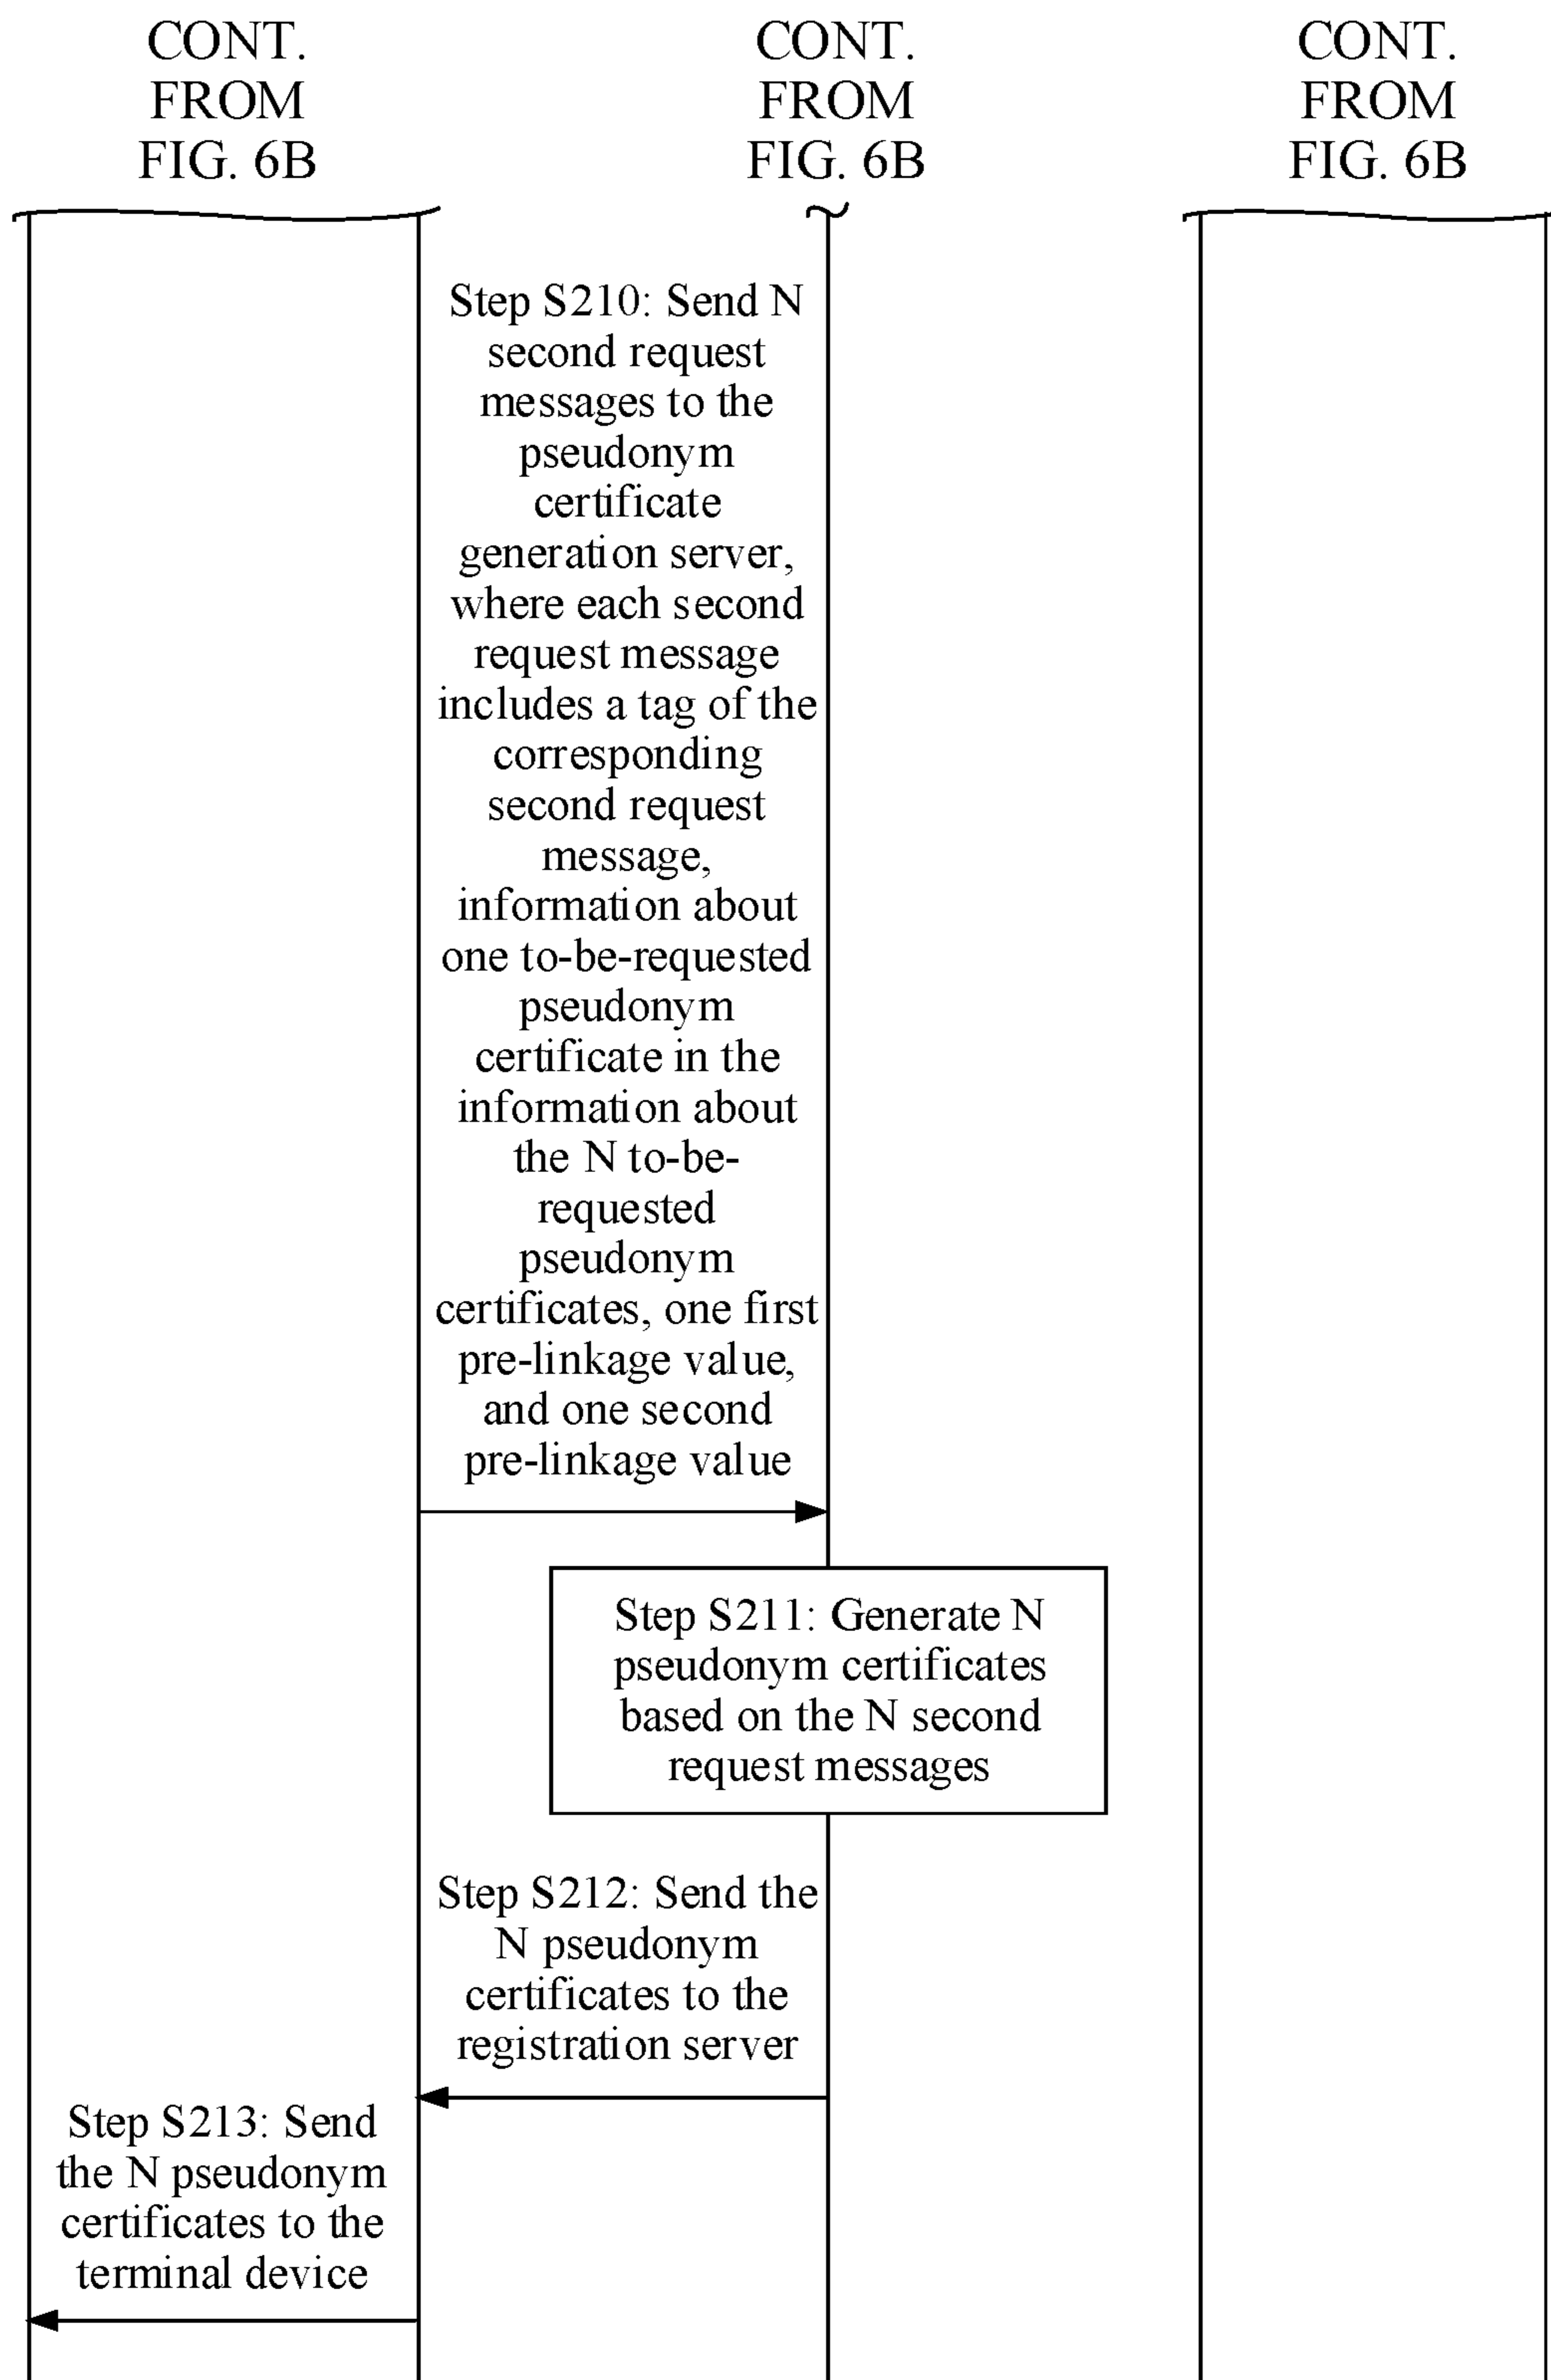 CONT.
FROM
FIG. 6B
CONT.
FROM
FIG. 6B
CONT.
FROM
FIG. 6B
Step S210: Send N
second request
messages to the
pseudonym
certificate
generation server,
where each second
request message
includes a tag of the
corresponding
second request
message,
information about
one to-be-requested
pseudonym
certificate in the
information about
the N to-be-
requested
pseudonym
certificates, one first
pre-linkage value,
and one second
pre-linkage value
Step S211: Generate N
pseudonym certificates
based on the N second
request messages
Step S212: Send the
N pseudonym
certificates to the
registration server
Step S213: Send
the N pseudonym
certificates to the
terminal device